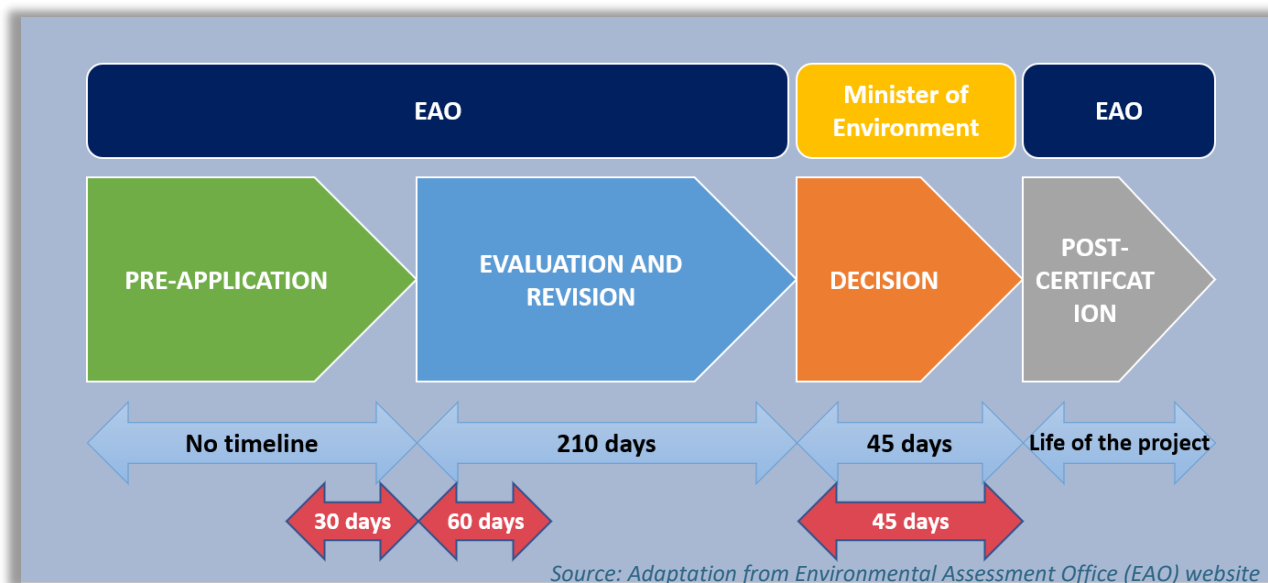 EAO
Minister of
Environment
EAO
PRE-APPLICATION
EVALUATION AND
REVISION
DECISION
POST-
CERTIFCAT
ION
No timeline
210 days
45 days
Life of the project
30 days
60 days
45 days
Source: Adaptation from Environmental Assessment Office (EAO) website